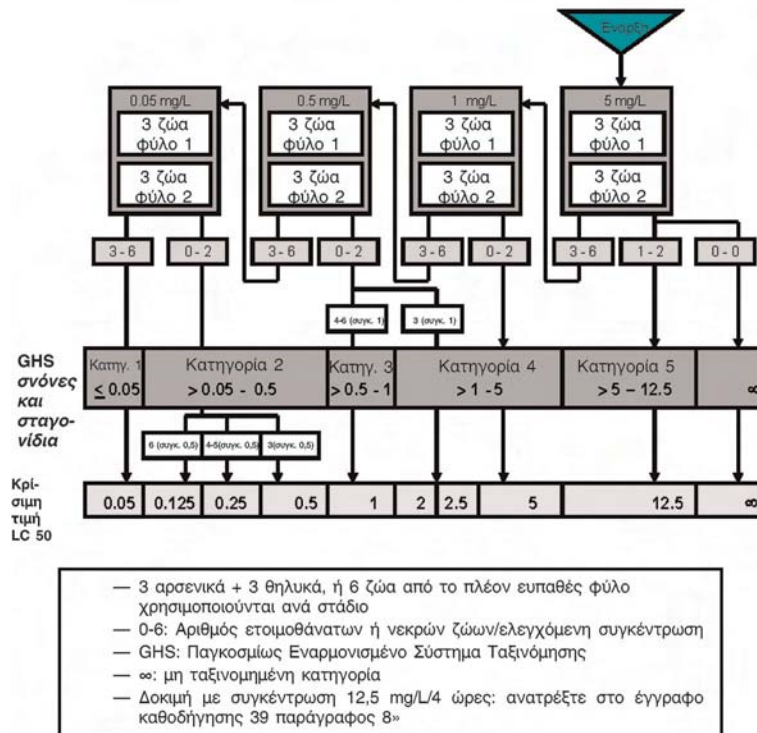 Έναρξη
0.05 mg/L 0.5 mg/L 1 mg/L 5 mg/L
3 ζώα 3 ζώα 3 ζώα 3 ζώα
φύλο 1 φύλο 1 φύλο 1 φύλο 1
3 ζώα 3 ζώα 3 ζώα 3 ζώα
φύλο 2 φύλο 2 φύλο 2 φύλο 2
3 - 6 0 - 2 3 - 6 0 - 2 3 - 6 0 - 2 3 - 6 1 - 2 0 - 0
4-6 (συγκ. 1) 3 (συγκ. 1)
GHS
σνόνες
και
σταγο-
νίδια
Κατηγ. 1 Κατηγορία 2 Κατηγ. 3 Κατηγορία 4 Κατηγορία 5
≤ 0.05 > 0.05 - 0.5 > 0.5 - 1 > 1 -5 > 5 – 12.5 ∞
6 (συγκ. 0,5) 4-5(συγκ. 0,5) 3(συγκ. 0,5)
Κρί-
σιμη
τιμή
LC 50
0.05 0.125 0.25 0.5 1 2 2.5 5 12.5 ∞
— 3 αρσενικά + 3 θηλυκά, ή 6 ζώα από το πλέον ευπαθές φύλο
χρησιμοποιούνται ανά στάδιο
— 0-6: Αριθμός ετοιμοθάνατων ή νεκρών ζώων/ελεγχόμενη συγκέντρωση
— GHS: Παγκοσμίως Εναρμονισμένο Σύστημα Ταξινόμησης
— ∞: μη ταξινομημένη κατηγορία
— Δοκιμή με συγκέντρωση 12,5 mg/L/4 ώρες: ανατρέξτε στο έγγραφο
καθοδήγησης 39 παράγραφος 8»